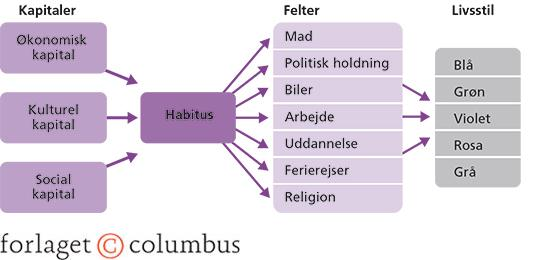 Kapitaler
Felter
Livsstil
Økonomisk
kapital
Kulturel
kapital
Social
kapital
Habitus
Mad
Politisk holdning
Biler
Arbejde
Uddannelse
Ferierejser
Religion
Blå
Grøn
Violet
Rosa
Grå
forlaget © columbus